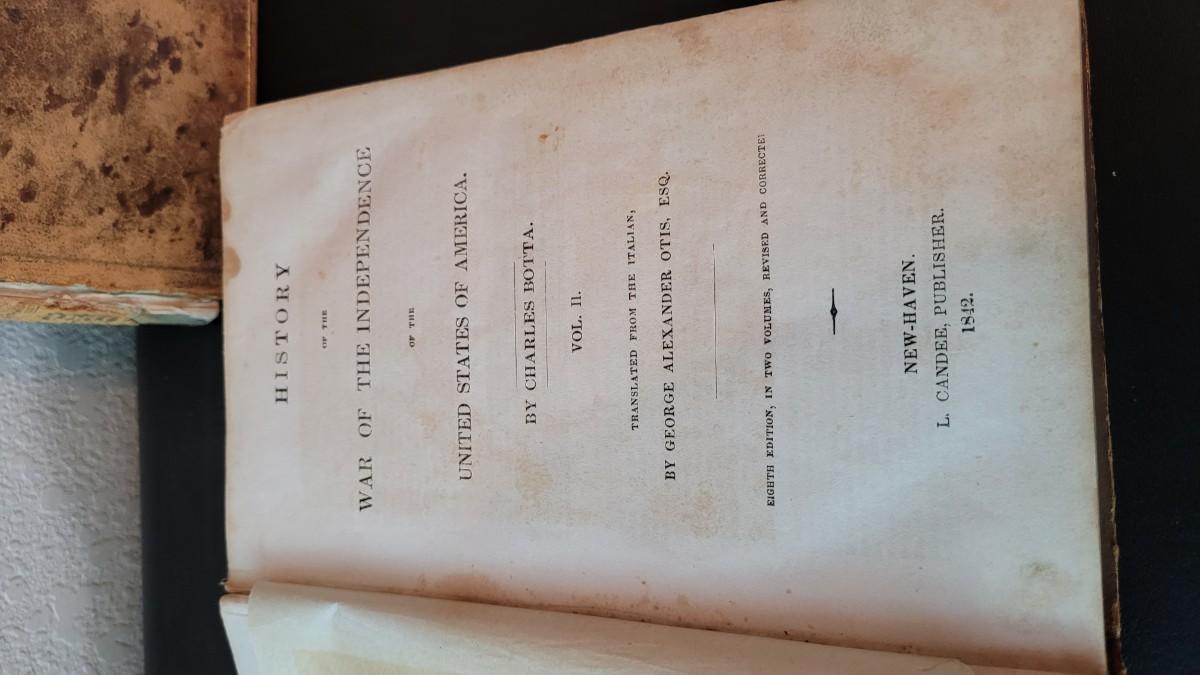 HISTORY
OF THE
WAR OF THE INDEPENDENCE
OF THE
UNITED STATES OF AMERICA.
BY CHARLES BOTTA.
VOL. II.
TRANSLATED FROM THE ITALIAN,
BY GEORGE ALEXANDER OTIS, ESQ.
EIGHTH EDITION, IN TWO VOLUMES, REVISED AND CORRECTE
NEW-HAVEN.
L. CANDEE, PUBLISHER.
1842.